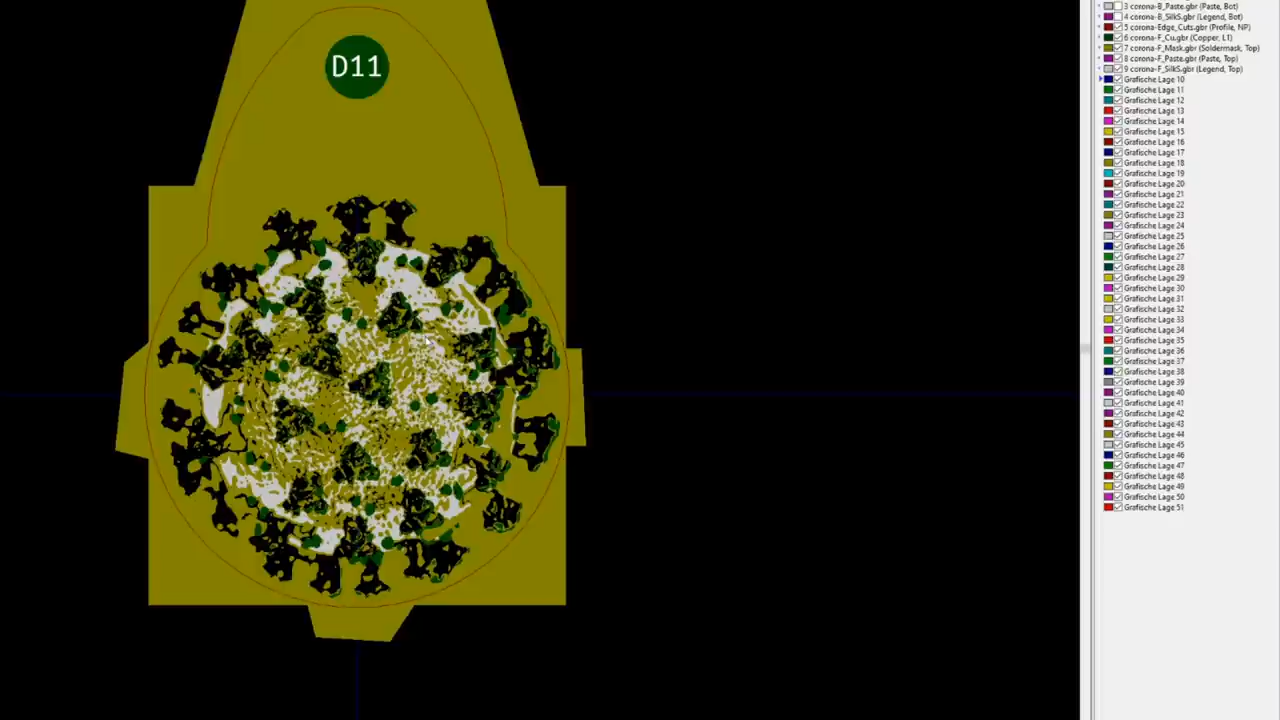 D11
3 corona-B_Paste.gbr (Paste, Bot)
4 corona-B_SilkS.gbr (Legend, Bot)
5 corona-Edge_Cuts.gbr (Profile, NP)
6 corona-F_Cu.gbr (Copper, L1)
7 corona-F_Mask.gbr (Soldermask, Top)
8 corona-F_Paste.gbr (Paste, Top)
9 corona-F_SilkS.gbr (Legend, Top)
Grafische Lage 10
Grafische Lage 11
Grafische Lage 12
Grafische Lage 13
Grafische Lage 14
Grafische Lage 15
Grafische Lage 16
Grafische Lage 17
Grafische Lage 18
Grafische Lage 19
Grafische Lage 20
Grafische Lage 21
Grafische Lage 22
Grafische Lage 23
Grafische Lage 24
Grafische Lage 25
Grafische Lage 26
Grafische Lage 27
Grafische Lage 28
Grafische Lage 29
Grafische Lage 30
Grafische Lage 31
Grafische Lage 32
Grafische Lage 33
Grafische Lage 34
Grafische Lage 35
Grafische Lage 36
Grafische Lage 37
Grafische Lage 38
Grafische Lage 39
Grafische Lage 40
Grafische Lage 41
Grafische Lage 42
Grafische Lage 43
Grafische Lage 44
Grafische Lage 45
Grafische Lage 46
Grafische Lage 47
Grafische Lage 48
Grafische Lage 49
Grafische Lage 50
Grafische Lage 51